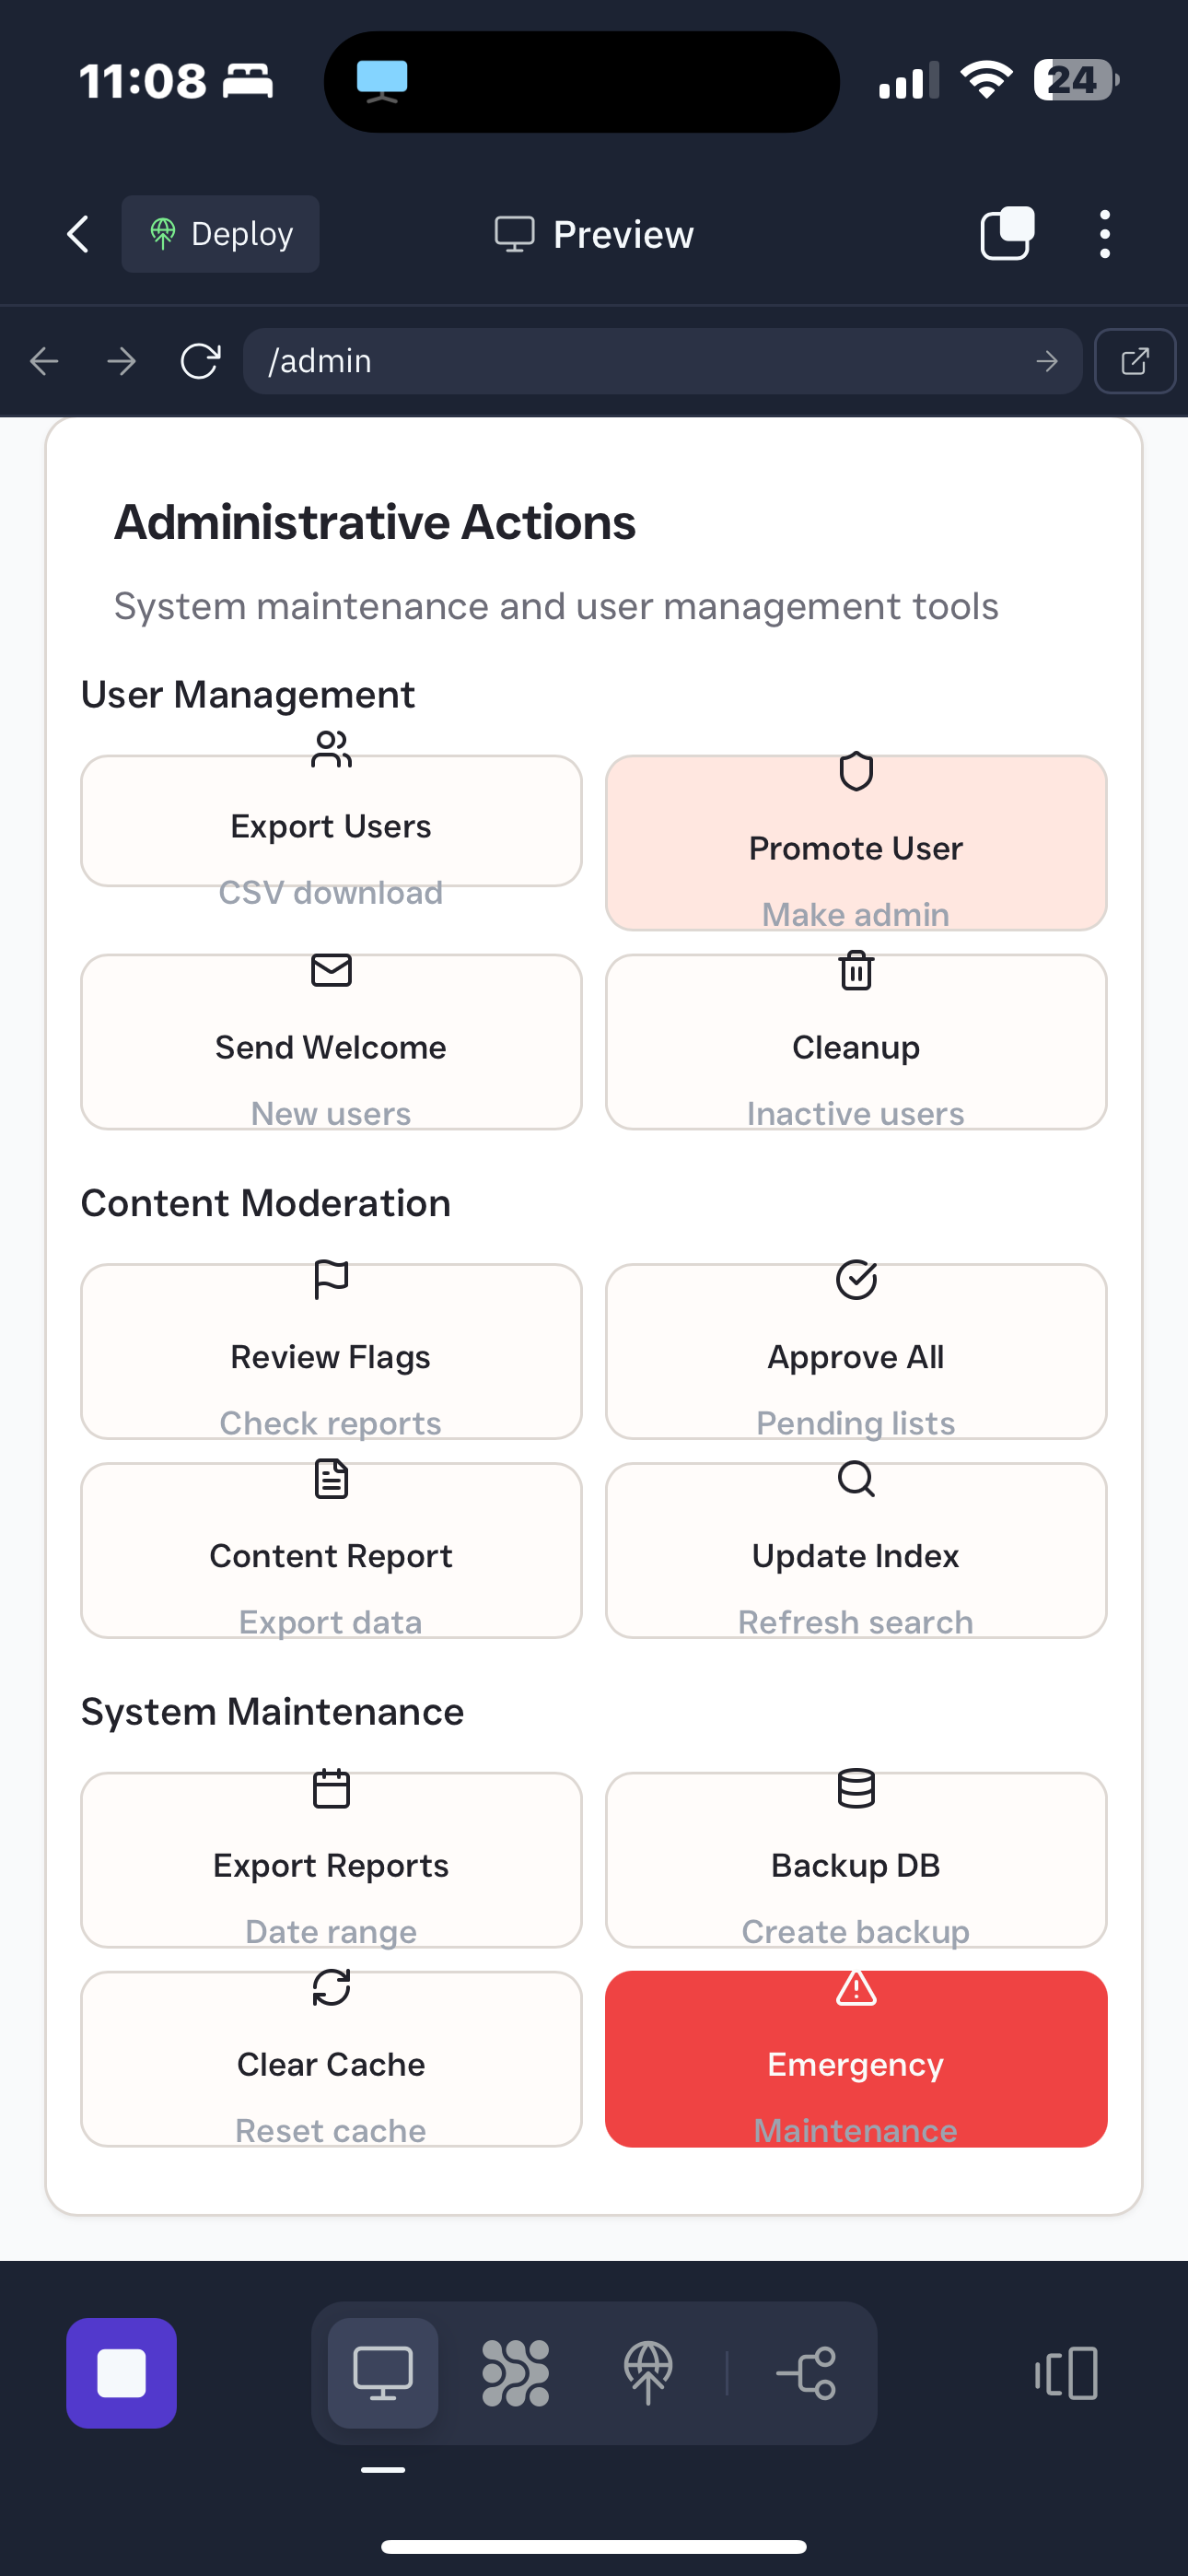 11:08
24
Deploy
Preview
/admin
Administrative Actions
System maintenance and user management tools
User Management
Export Users
CSV download
Promote User
Make admin
Send Welcome
New users
Cleanup
Inactive users
Content Moderation
Review Flags
Check reports
Approve All
Pending lists
Content Report
Export data
Update Index
Refresh search
System Maintenance
Export Reports
Date range
Backup DB
Create backup
Clear Cache
Reset cache
Emergency
Maintenance